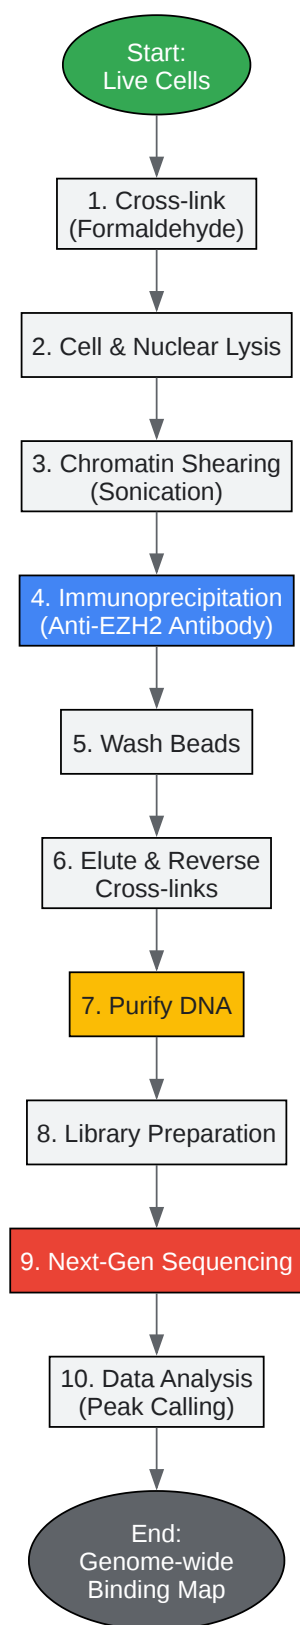 Start:
Live Cells
1. Cross-link
(Formaldehyde)
2. Cell & Nuclear Lysis
3. Chromatin Shearing
(Sonication)
4. Immunoprecipitation
(Anti-EZH2 Antibody)
5. Wash Beads
6. Elute & Reverse
Cross-links
7. Purify DNA
8. Library Preparation
9. Next-Gen Sequencing
10. Data Analysis
(Peak Calling)
End:
Genome-wide
Binding Map